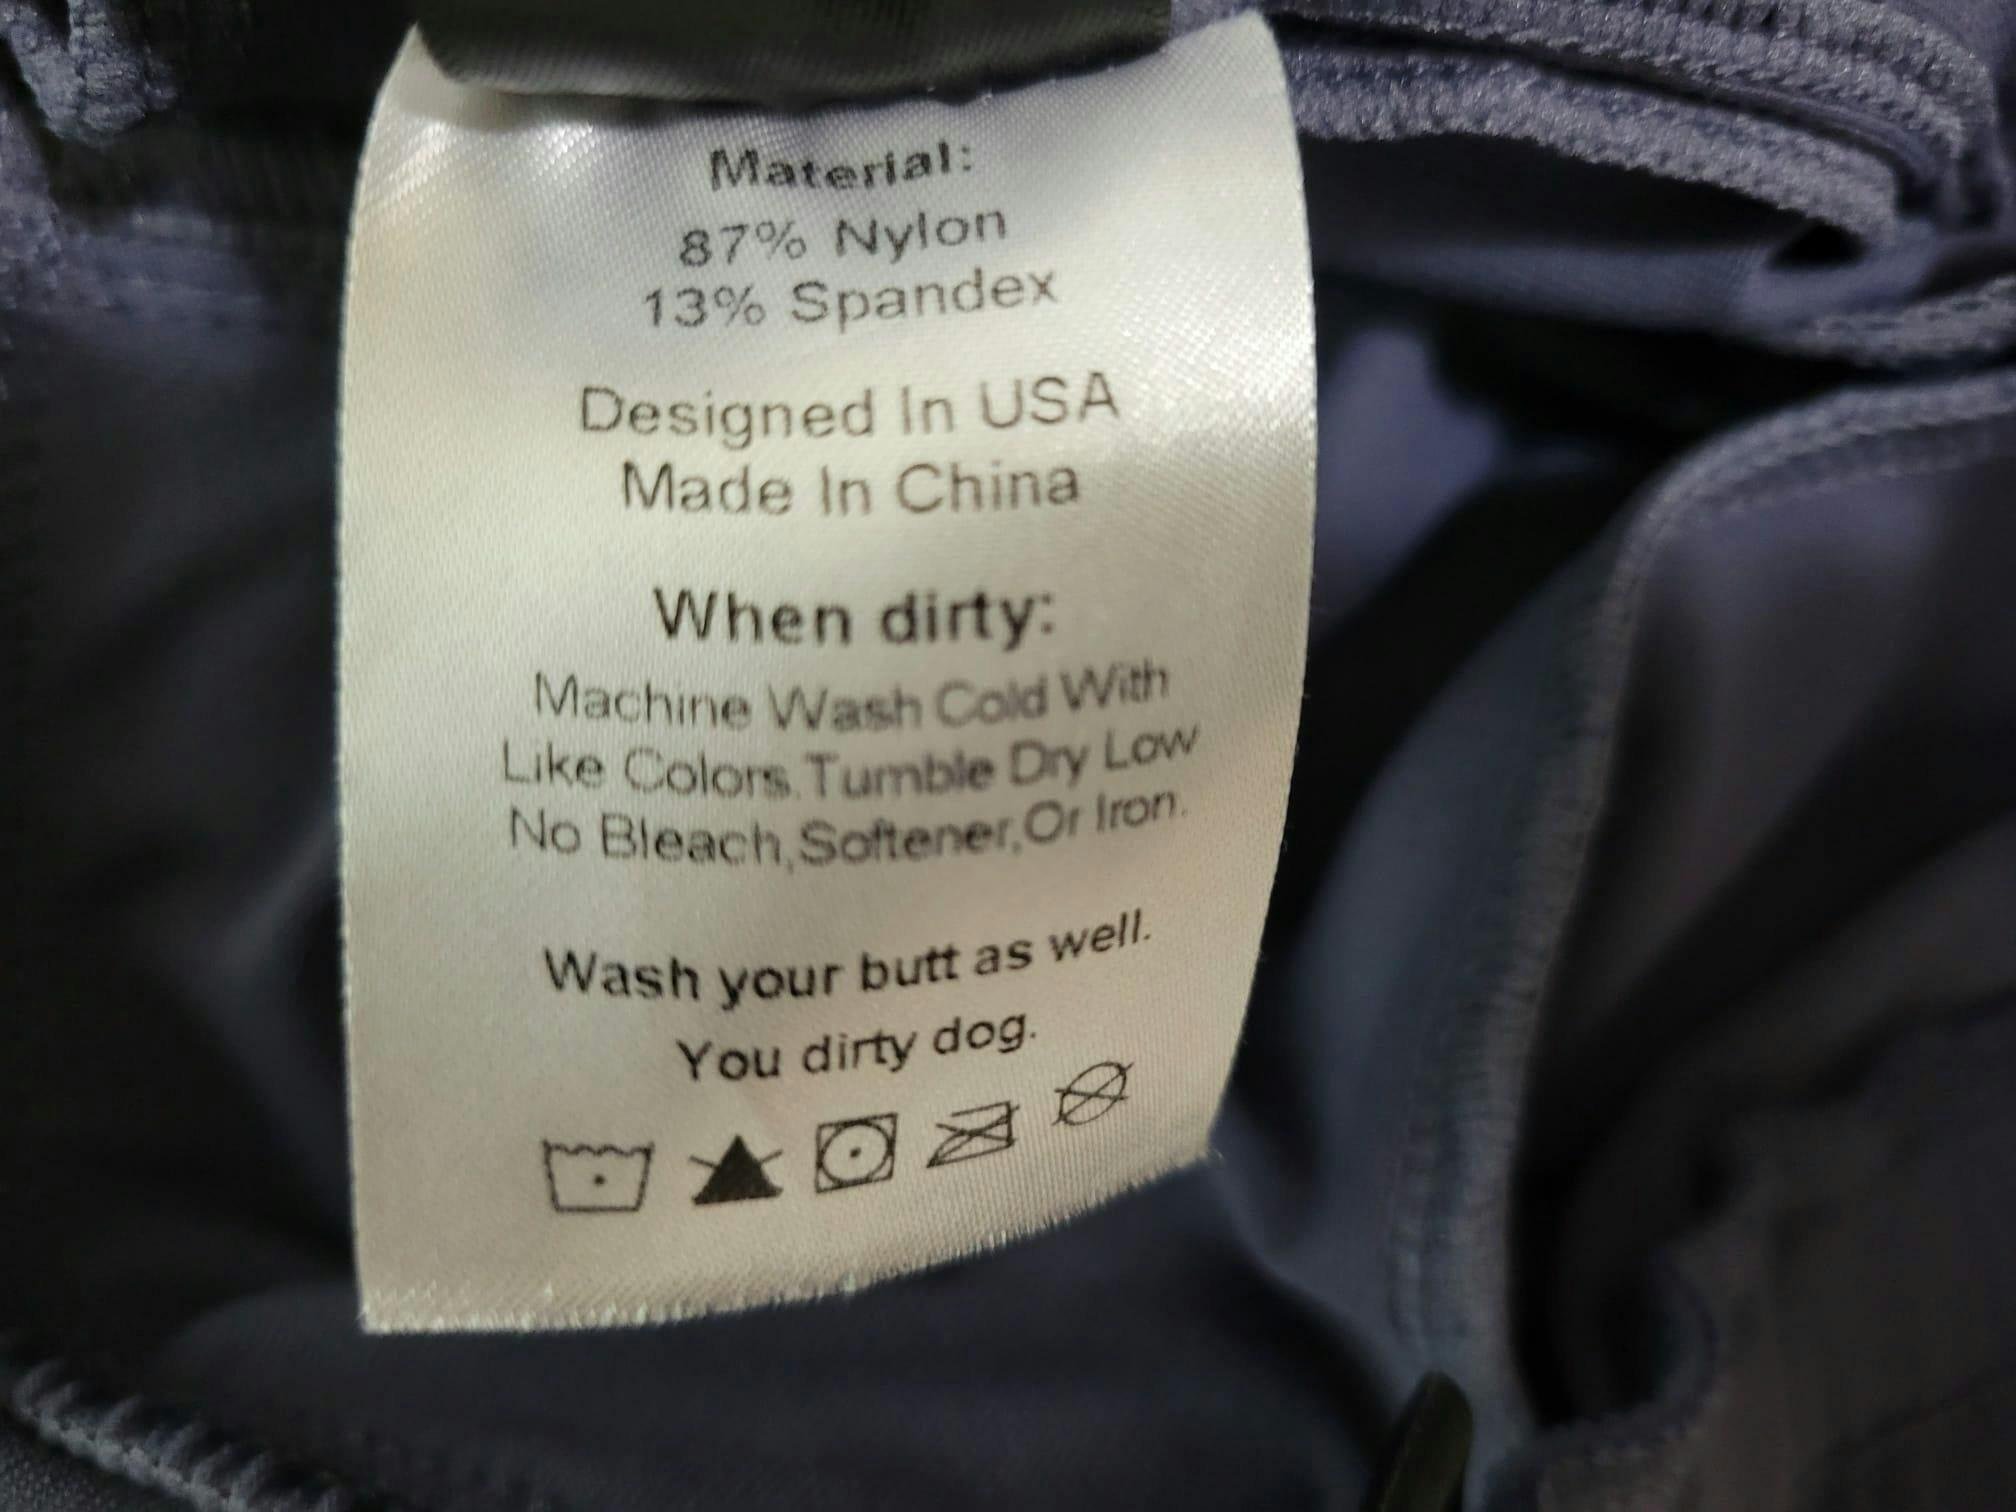 Material:
87% Nylon
13% Spandex
Designed In USA
Made In China
When dirty:
Machine Wash Cold With
Like Colors.Tumble Dry Low
No Bleach,Softener,Or Iron.
Wash your butt as well.
You dirty dog.